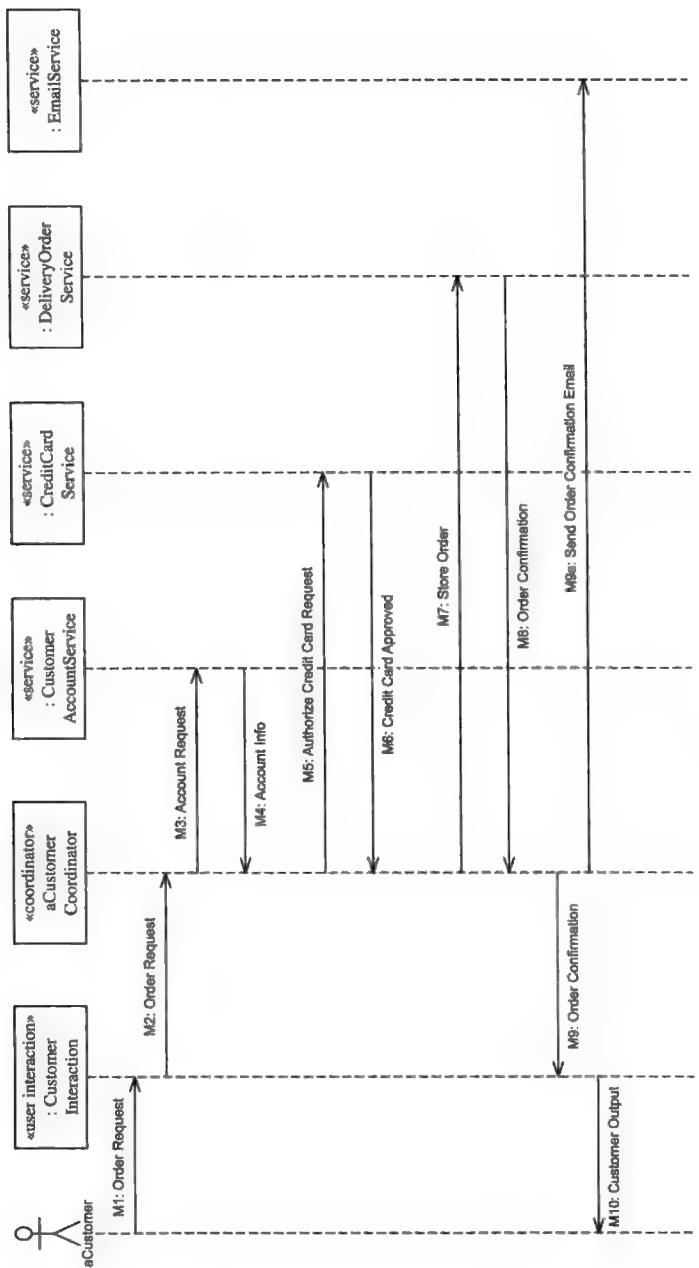 aCustomer
«user interaction»
: Customer
Interaction
«coordinator»
aCustomer
Coordinator
«service»
: Customer
AccountService
«service»
: CreditCard
Service
«service»
: DeliveryOrder
Service
«service»
: EmailService
M1: Order Request
M2: Order Request
M3: Account Request
M4: Account Info
M5: Authorize Credit Card Request
M6: Credit Card Approved
M7: Store Order
M8: Order Confirmation
M9: Order Confirmation
M9a: Send Order Confirmation Email
M10: Customer Output